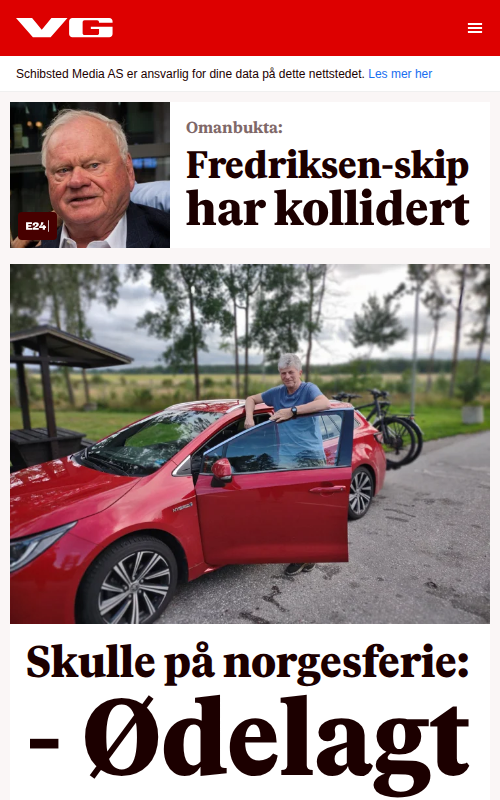 VG
Schibsted Media AS er ansvarlig for dine data på dette nettstedet. Les mer her
Omanbukta:
Fredriksen-skip
har kollidert
E24
HYBRID
Skulle på norgesferie:
- Ødelagt